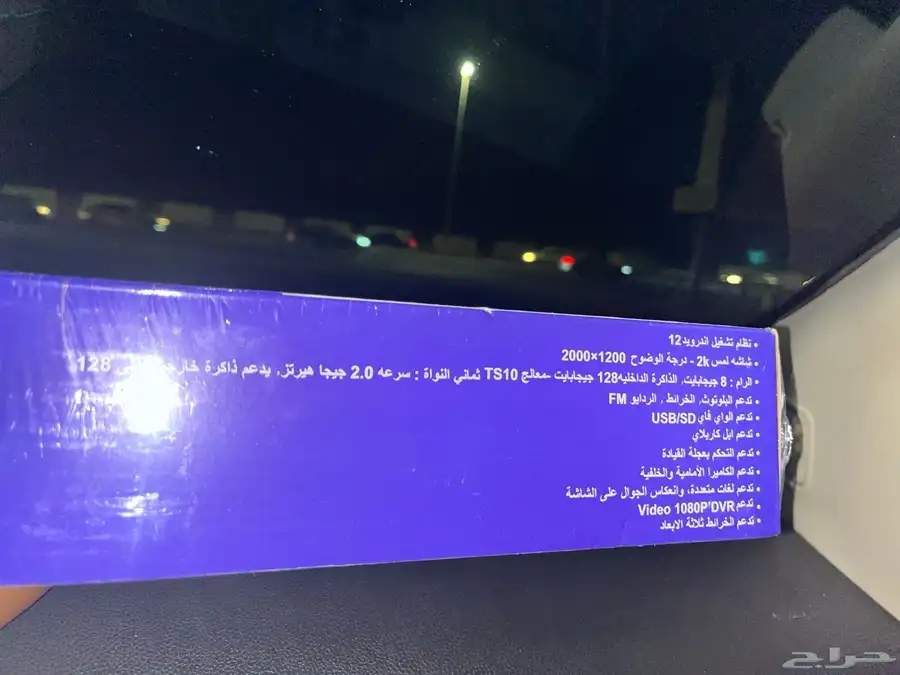 • نظام تشغيل اندرويد12
• شاشه لمس 2k - درجة الوضوح 1200×2000
• الرام : 8 جيجابايت, الذاكرة الداخليه128 جيجابايت -معالج TS10 ثماني النواة : سرعه 2.0 جيجا هيرتز, يدعم ذاكرة 128
• تدعم البلوتوث, الخرائط , الردايو FM
• تدعم الواي فاي USB/SD
• تدعم ابل كاربلاي
• تدعم التحكم بعجلة القيادة
• تدعم الكاميرا الأمامية والخلفية
• تدعم لغات متعددة، وانعكاس الجوال على الشاشة
• تدعم Video 1080P'DVR
• تدعم الخرائط ثلاثة الابعاد
حراج